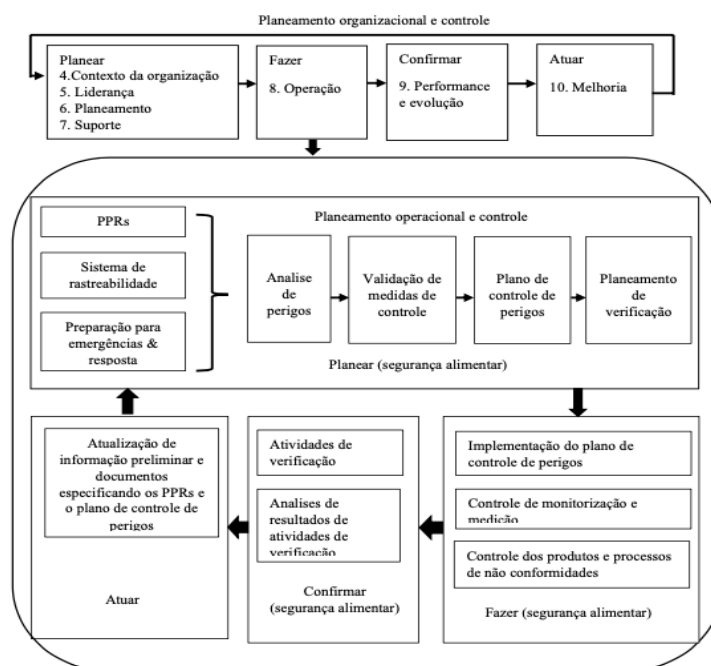 Planeamento organizacional e controle
Planear
4.Contexto da organização
5. Liderança
6. Planeamento
7. Suporte
Fazer
8. Operação
Confirmar
9. Performance
e evolução
Atuar
10. Melhoria
PPRs
Sistema de
rastreabilidade
Preparação para
emergências &
resposta
Planeamento operacional e controle
Analise
de
perigos
Validação de
medidas de
controle
Plano de
controle de
perigos
Planeamento
de
verificação
Planear (segurança alimentar)
Atualização de
informação preliminar e
documentos
especificando os PPRs e
o plano de controle de
perigos
Atuar
Atividades de
verificação
Analises de
resultados de
atividades de
verificação
Confirmar
(segurança alimentar)
Implementação do plano de
controle de perigos
Controle de monitorização e
medição
Controle dos produtos e processos
de não conformidades
Fazer (segurança alimentar)